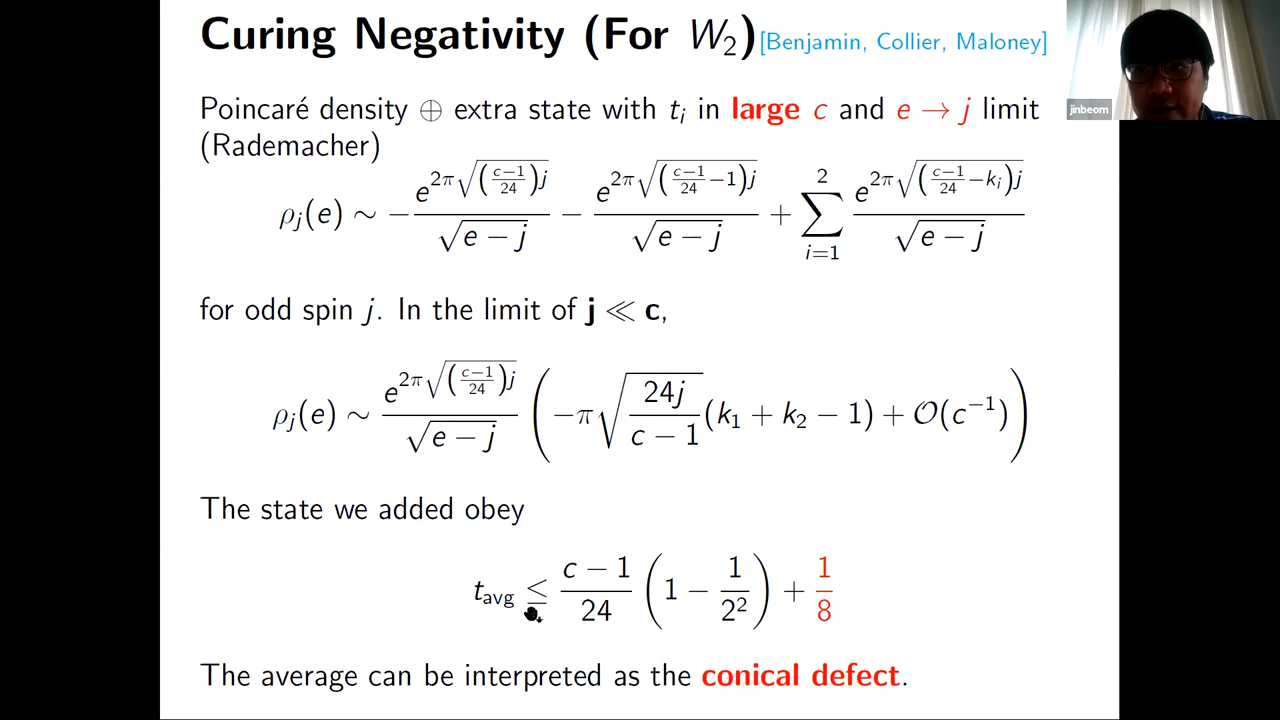 Curing Negativity (For W₂)[Benjamin, Collier, Maloney]
jinbeom
Poincaré density ⊕ extra state with tᵢ in large c and e → j limit
(Rademacher)
ρⱼ(e) ∼ − e^{2π√((c−1)/24)j} / √(e − j) − e^{2π√((c−1)/24 −1)j} / √(e − j) + ∑_{i=1}^{2} e^{2π√((c−1)/24 −kᵢ)j} / √(e − j)
for odd spin j. In the limit of j ≪ c,
ρⱼ(e) ∼ e^{2π√((c−1)/24)j} / √(e − j) ( −π √(24j / (c − 1)) (k₁ + k₂ − 1) + O(c⁻¹) )
The state we added obey
t_avg ≤ (c − 1)/24 (1 − 1/2²) + 1/8
The average can be interpreted as the conical defect.